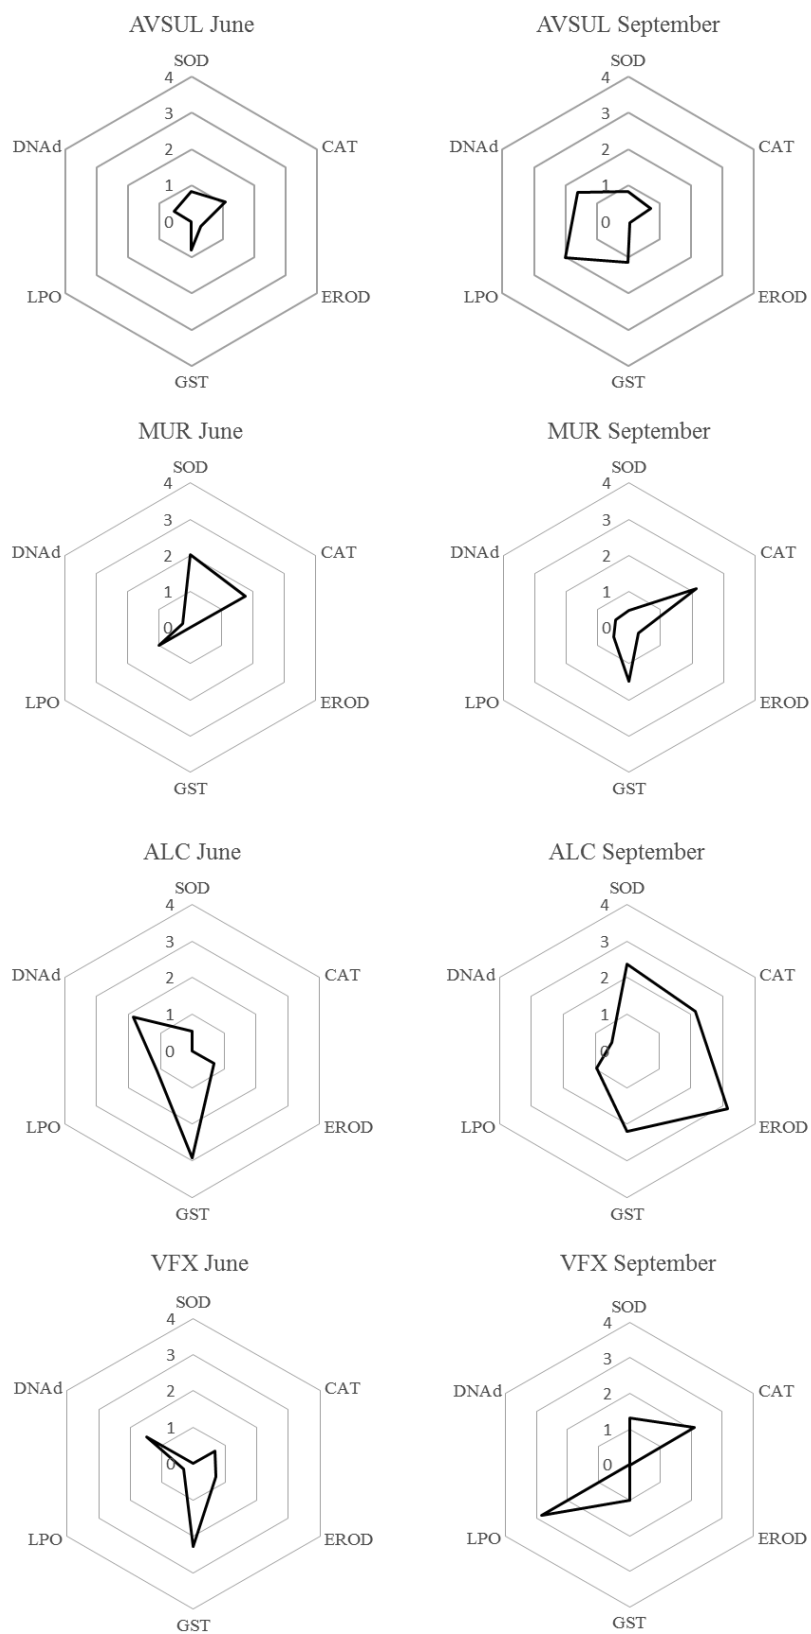 AVSUL June
SOD
4
3
2
1
0
DNAd
CAT
LPO
EROD
GST
AVSUL September
SOD
4
3
2
1
0
DNAd
CAT
LPO
EROD
GST
MUR June
SOD
4
3
2
1
0
DNAd
CAT
LPO
EROD
GST
MUR September
SOD
4
3
2
1
0
DNAd
CAT
LPO
EROD
GST
ALC June
SOD
4
3
2
1
0
DNAd
CAT
LPO
EROD
GST
ALC September
SOD
4
3
2
1
0
DNAd
CAT
LPO
EROD
GST
VFX June
SOD
4
3
2
1
0
DNAd
CAT
LPO
EROD
GST
VFX September
SOD
4
3
2
1
0
DNAd
CAT
LPO
EROD
GST